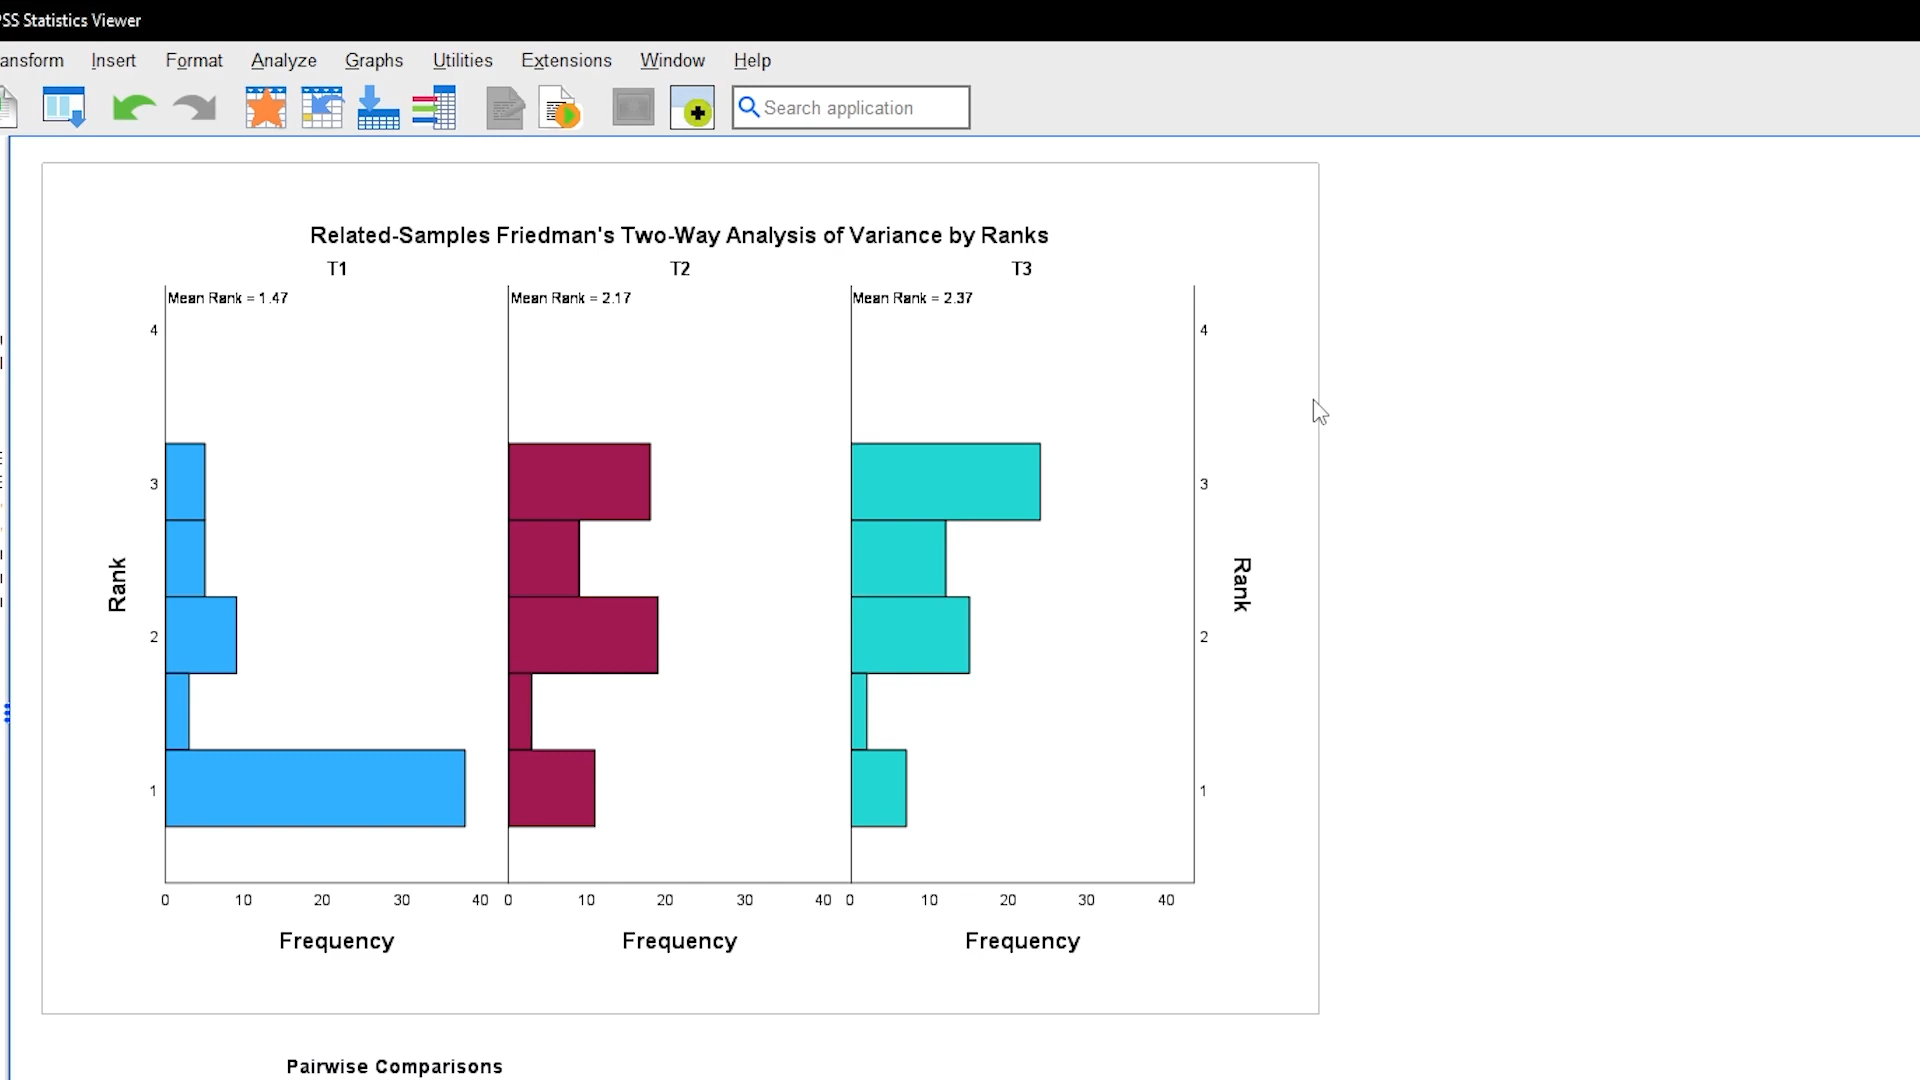 PSS Statistics Viewer
ansform Insert Format Analyze Graphs Utilities Extensions Window Help
Search application
Related-Samples Friedman's Two-Way Analysis of Variance by Ranks
T1 T2 T3
Mean Rank = 1.47 Mean Rank = 2.17 Mean Rank = 2.37
4 4
3 3
Rank Rank
2 2
1 1
0 10 20 30 40 0 10 20 30 40 0 10 20 30 40
Frequency Frequency Frequency
Pairwise Comparisons